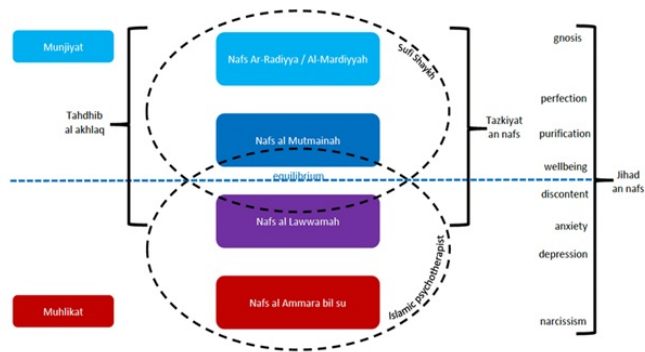 Munjiyat
Muhlikat
Tahdhib
al akhlaq
Nafs Ar-Radiyya / Al-Mardiyyah
Nafs al Mutmainah
equilibrium
Nafs al Lawwamah
Nafs al Ammara bil su
Sufi Shaykh
Islamic psychotherapist
Tazkiyat
an nafs
gnosis
perfection
purification
wellbeing
discontent
anxiety
depression
narcissism
Jihad
an nafs